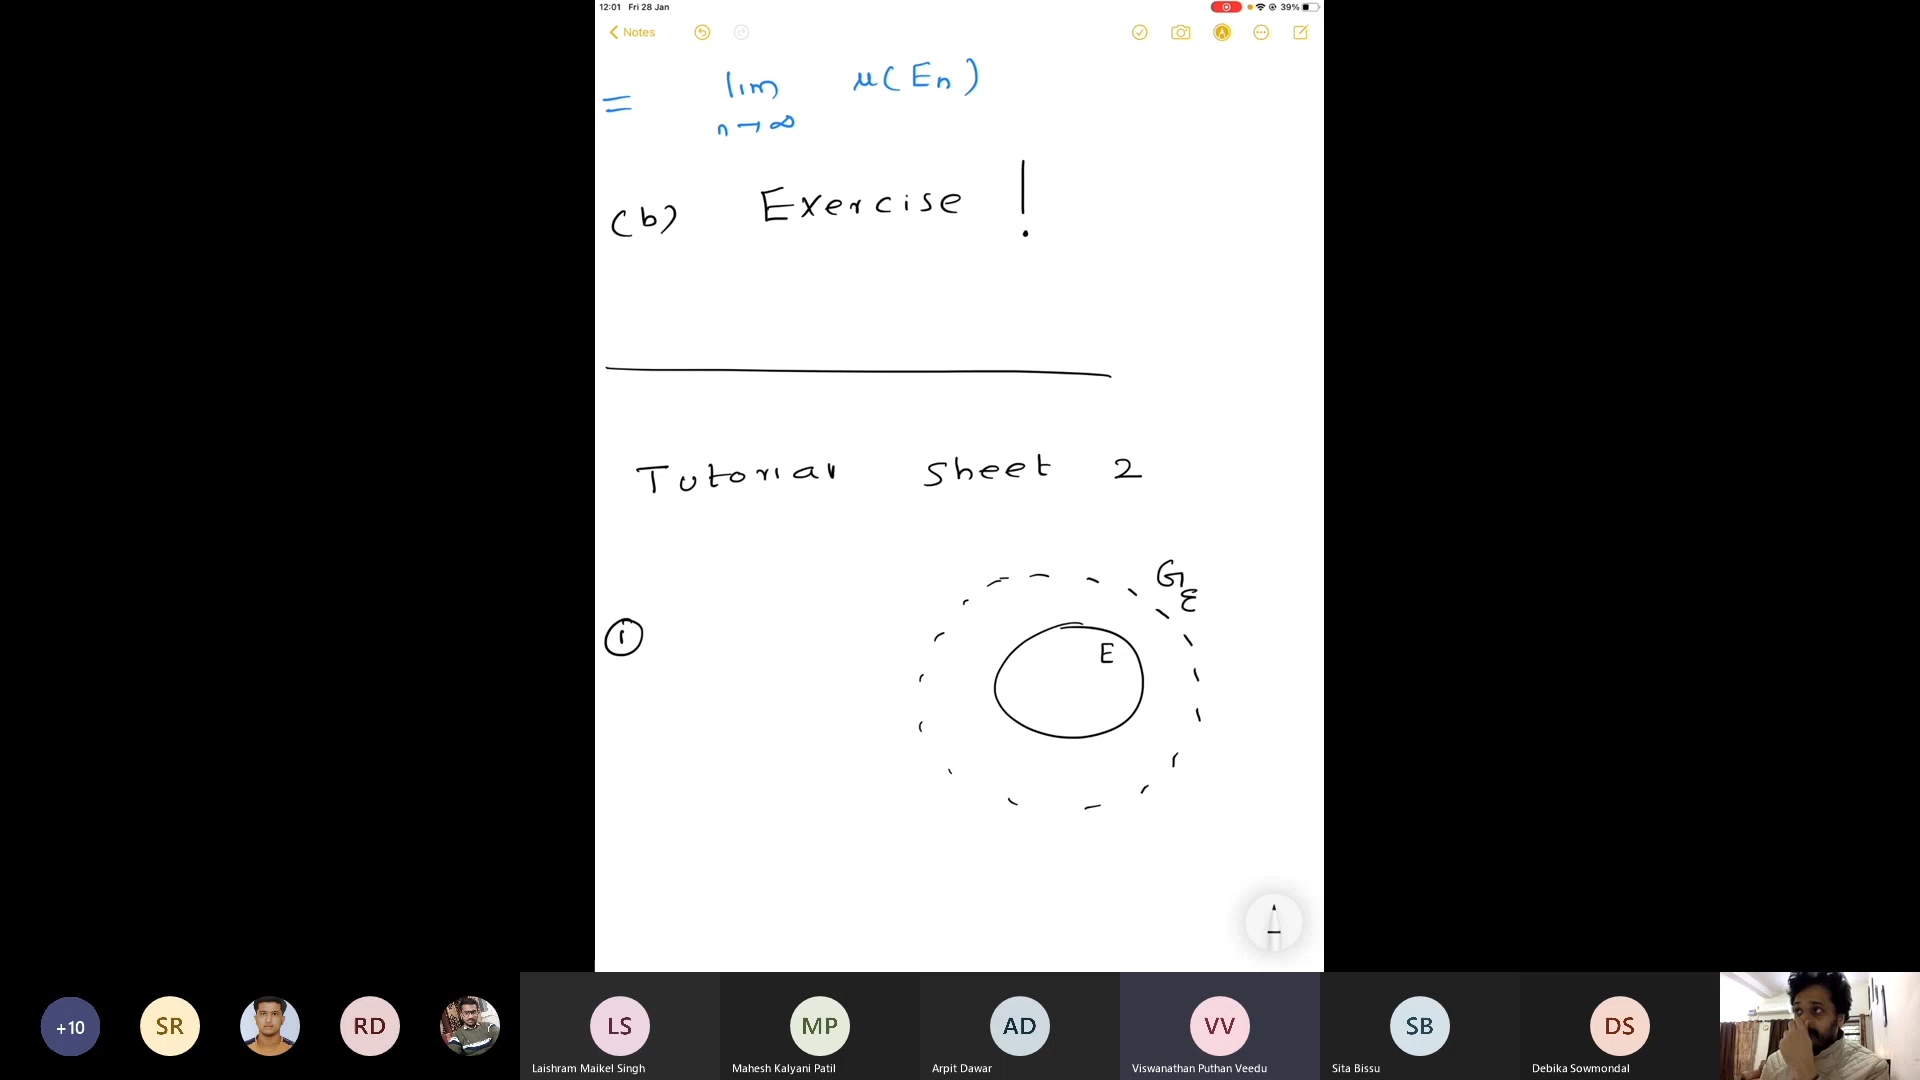 12:01 Fri 28 Jan
39%
Notes
= lim μ(En)
n→∞
(b) Exercise !
Tutorial Sheet 2
Gε
① E
+10 SR RD LS MP AD VV SB DS
Laishram Maikel Singh Mahesh Kalyani Patil Arpit Dawar Viswanathan Puthan Veedu Sita Bissu Debika Sowmondal